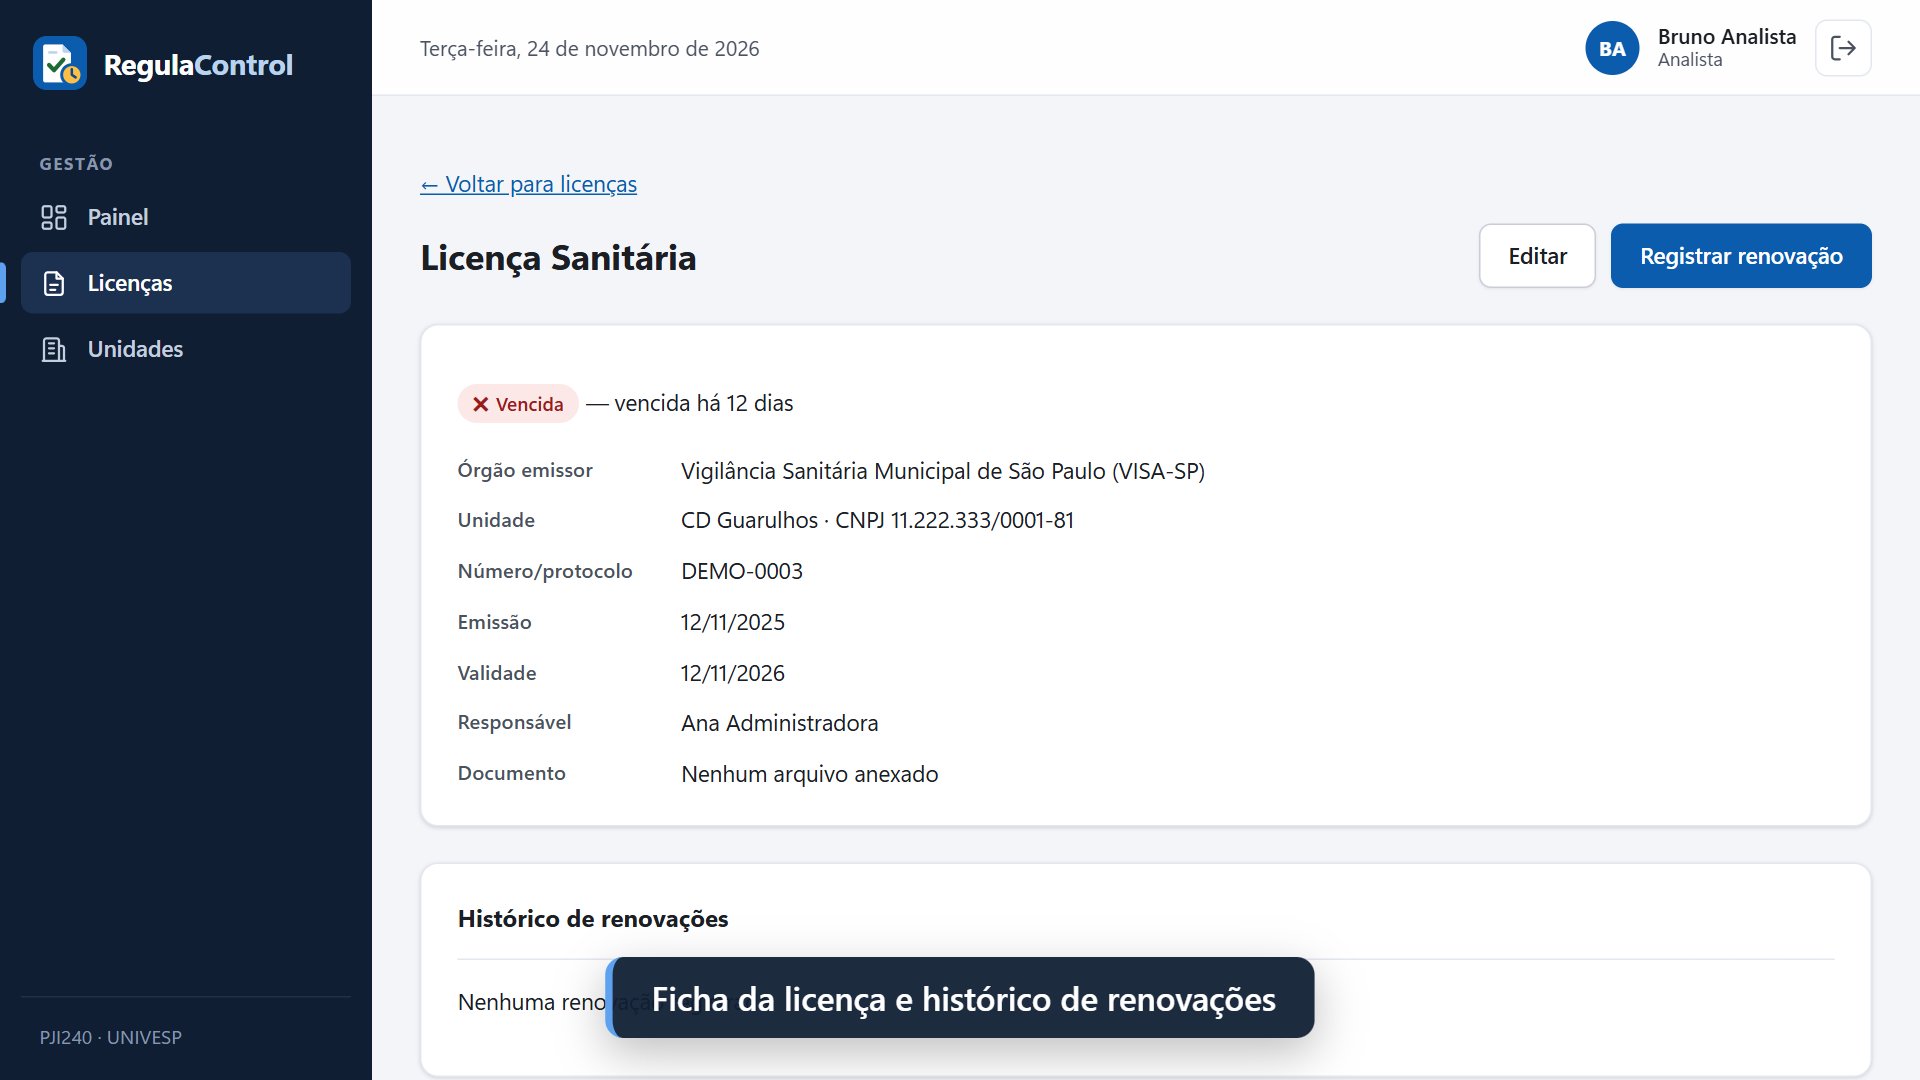 RegulaControl
GESTÃO
Painel
Licenças
Unidades
PJI240 · UNIVESP
Terça-feira, 24 de novembro de 2026
BA
Bruno Analista
Analista
← Voltar para licenças
Licença Sanitária
Editar
Registrar renovação
Vencida — vencida há 12 dias
Órgão emissor Vigilância Sanitária Municipal de São Paulo (VISA-SP)
Unidade CD Guarulhos · CNPJ 11.222.333/0001-81
Número/protocolo DEMO-0003
Emissão 12/11/2025
Validade 12/11/2026
Responsável Ana Administradora
Documento Nenhum arquivo anexado
Histórico de renovações
Nenhuma
Ficha da licença e histórico de renovações